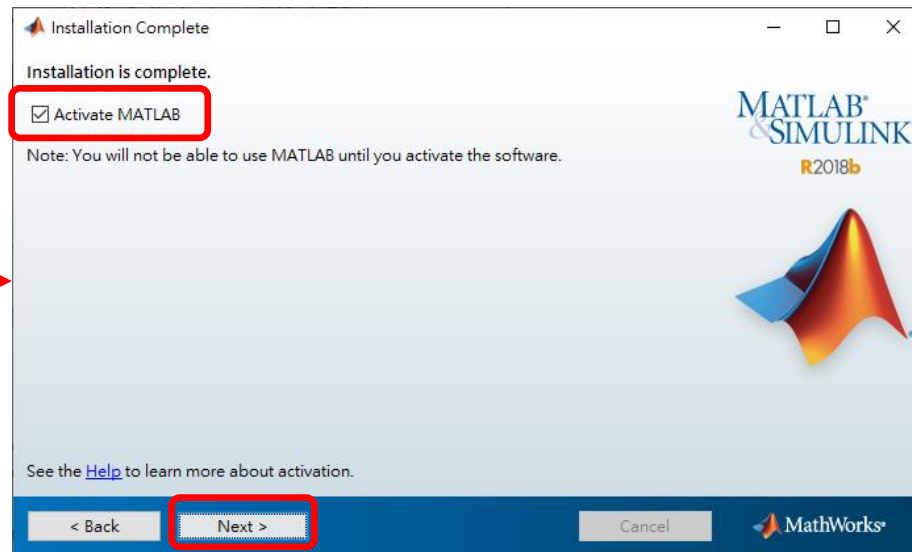 Installation Complete
Installation is complete.
Activate MATLAB
Note: You will not be able to use MATLAB until you activate the software.
MATLAB®
&SIMULINK
R2018b
See the Help to learn more about activation.
< Back
Next >
Cancel
MathWorks®